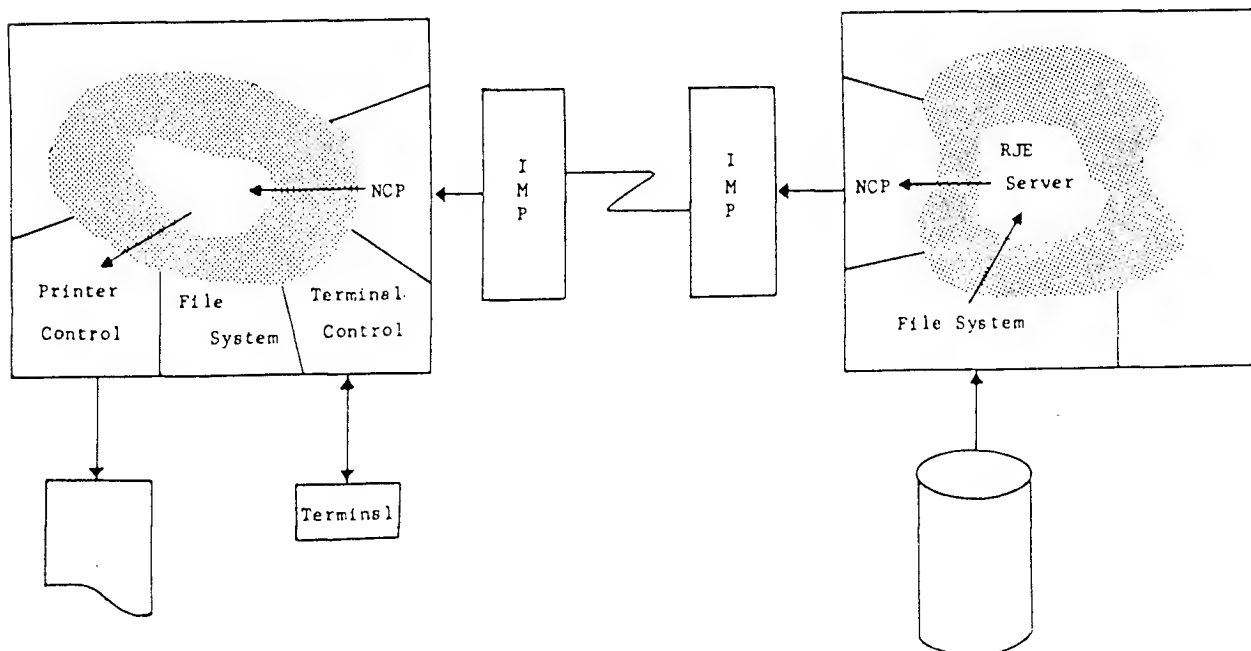 NCP
Printer
Control
File
System
Terminal
Control
Terminsl
I
M
P
I
M
P
NCP
RJE
Server
File System